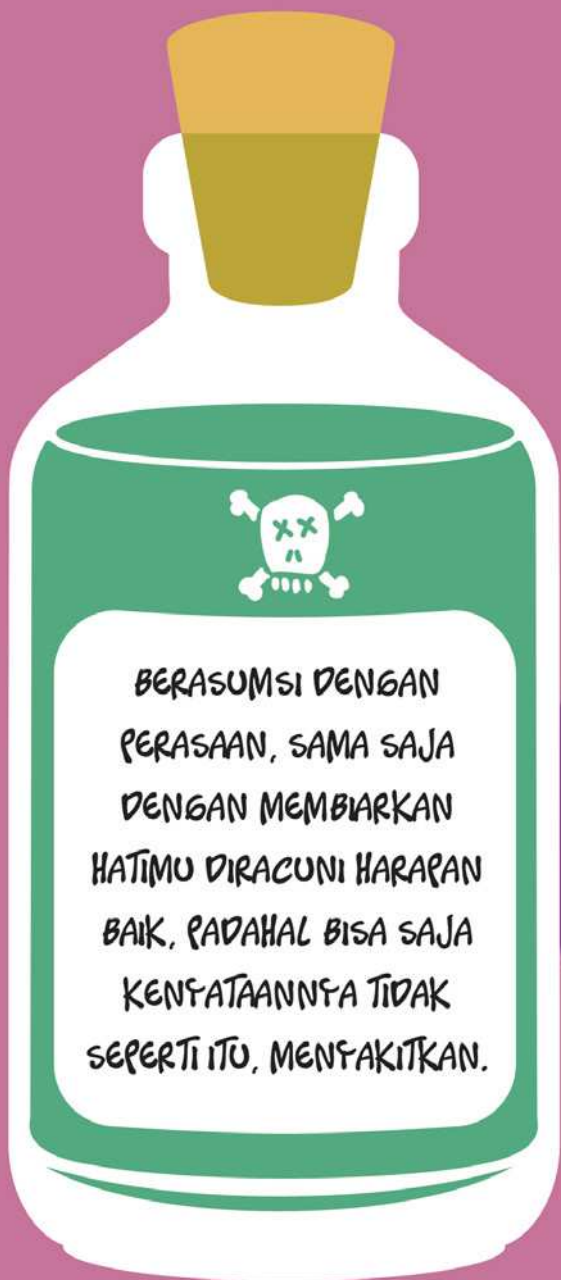 BERASUMSI DENGAN
PERASAAN, SAMA SAJA
DENGAN MEMBIARKAN
HATIMU DIRACUNI HARAPAN
BAIK, PADAHAL BISA SAJA
KENYATAANNYA TIDAK
SEPERTI ITU, MENYAKITKAN.